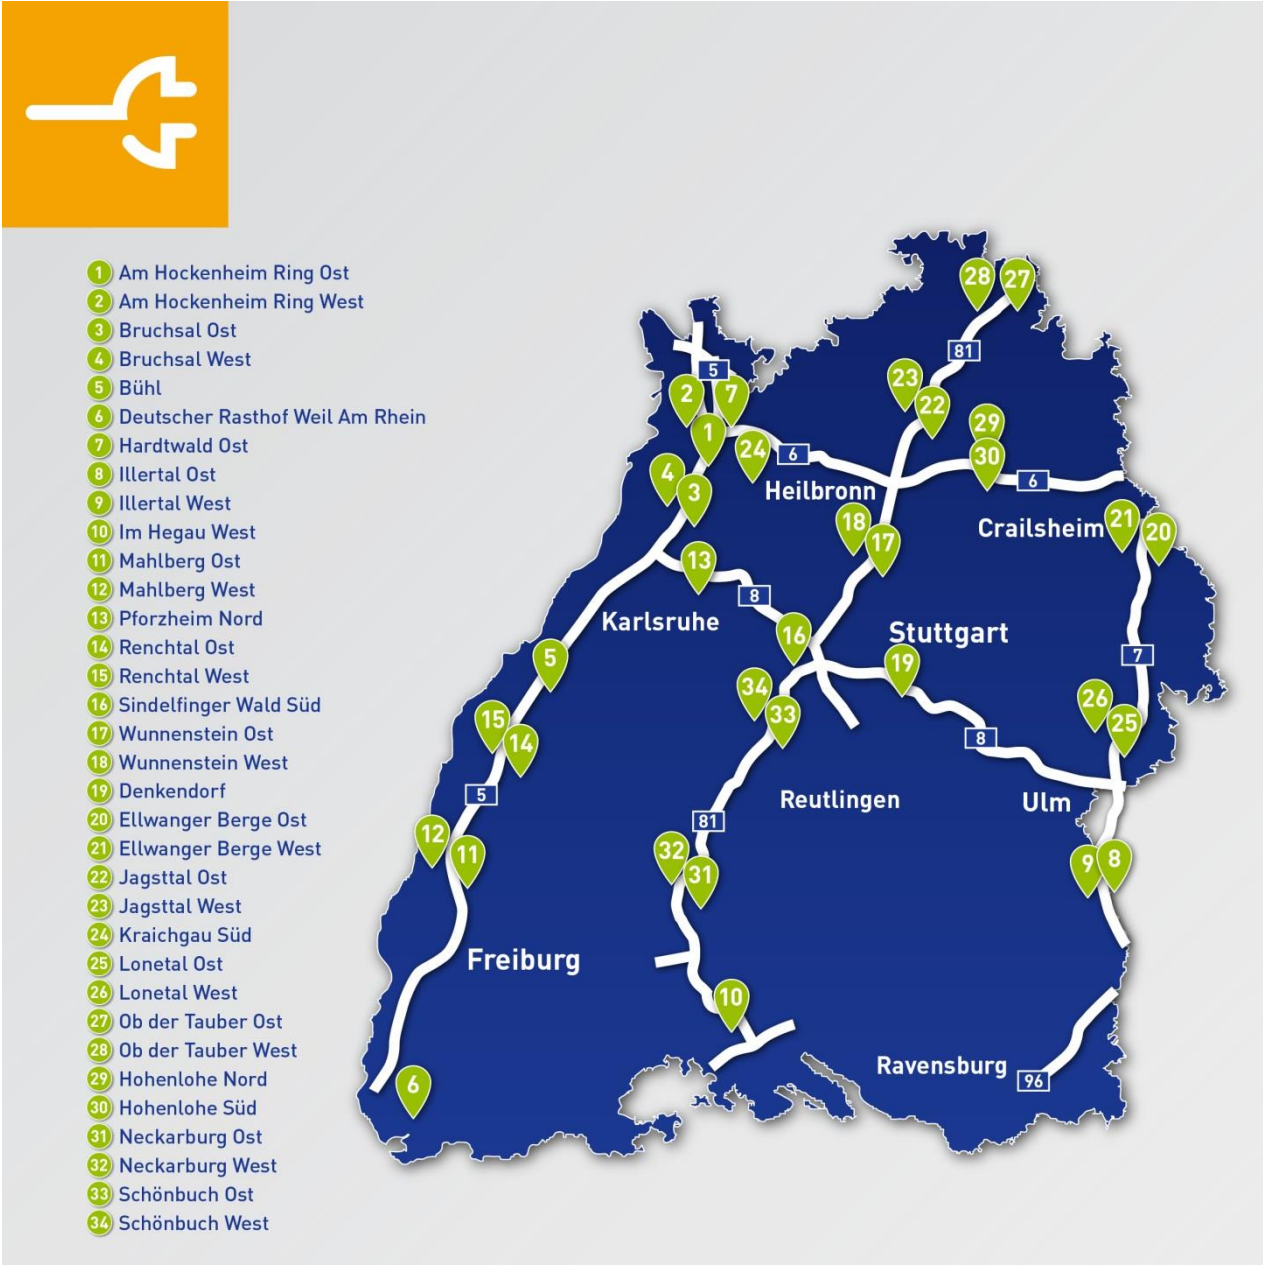 1 Am Hockenheim Ring Ost
2 Am Hockenheim Ring West
3 Bruchsal Ost
4 Bruchsal West
5 Bühl
6 Deutscher Rasthof Weil Am Rhein
7 Hardtwald Ost
8 Illertal Ost
9 Illertal West
10 Im Hegau West
11 Mahlberg Ost
12 Mahlberg West
13 Pforzheim Nord
14 Renchtal Ost
15 Renchtal West
16 Sindelfinger Wald Süd
17 Wunnenstein Ost
18 Wunnenstein West
19 Denkendorf
20 Ellwanger Berge Ost
21 Ellwanger Berge West
22 Jagsttal Ost
23 Jagsttal West
24 Kraichgau Süd
25 Lonetal Ost
26 Lonetal West
27 Ob der Tauber Ost
28 Ob der Tauber West
29 Hohenlohe Nord
30 Hohenlohe Süd
31 Neckarburg Ost
32 Neckarburg West
33 Schönbuch Ost
34 Schönbuch West
28 27
81
5
23
2 7
22
29
1
24 6
30
4 6
3 Heilbronn
18 21
Crailsheim 20
17
13
8
Karlsruhe
16 Stuttgart
7
5 19
34 26
33 25
15
14 8
5
Reutlingen Ulm
81
12
32
11 9 8
31
Freiburg
10
Ravensburg
96
6